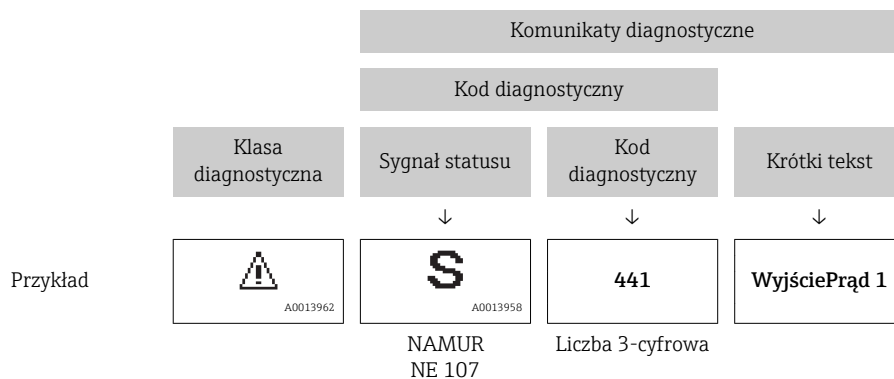 Komunikaty diagnostyczne
Kod diagnostyczny
Klasa
diagnostyczna
Sygnał statusu
Kod
diagnostyczny
Krótki tekst
↓ ↓ ↓
Przykład
A0013962
S
A0013958
441
WyjściePrąd 1
NAMUR
NE 107
Liczba 3-cyfrowa